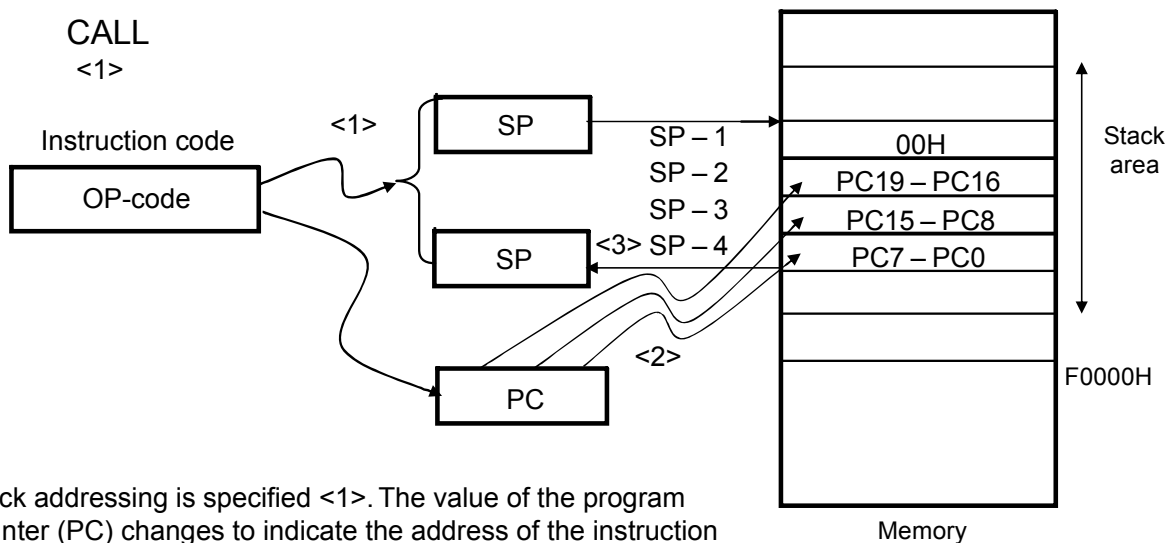 CALL
<1>
Instruction code
OP-code
<1>
SP
SP
PC
SP – 1
SP – 2
SP – 3
<3> SP – 4
<2>
00H
PC19 – PC16
PC15 – PC8
PC7 – PC0
Stack
area
F0000H
Memory
ck addressing is specified <1>. The value of the program
nter (PC) changes to indicate the address of the instruction